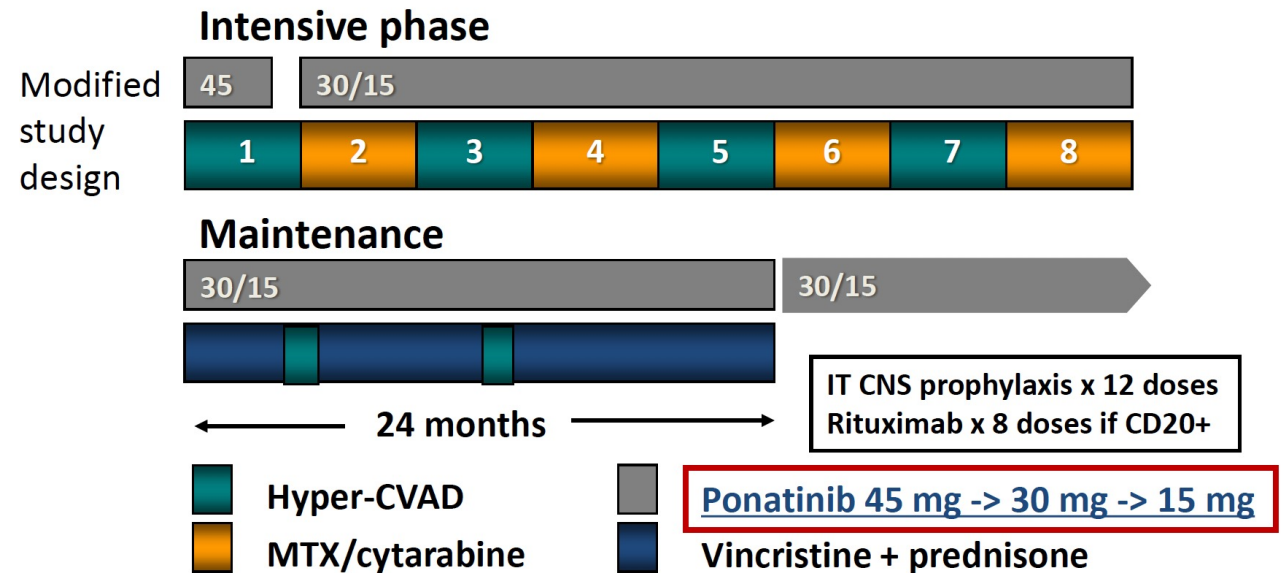 Intensive phase
Modified
study
design
45
30/15
1 2 3 4 5 6 7 8
Maintenance
30/15
30/15
24 months
IT CNS prophylaxis x 12 doses
Rituximab x 8 doses if CD20+
Hyper-CVAD
Ponatinib 45 mg -> 30 mg -> 15 mg
MTX/cytarabine
Vincristine + prednisone